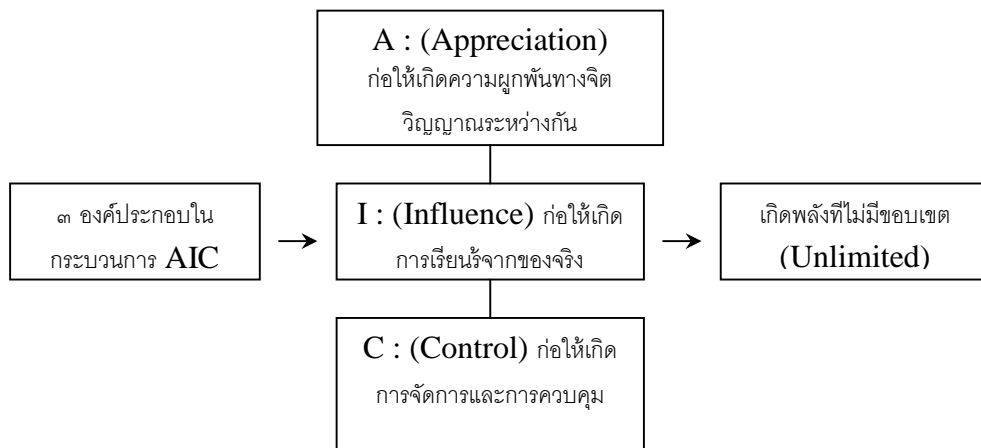 A : (Appreciation)
ก่อให้เกิดความผูกพันทางจิต
วิญญาณระหว่างกัน
๓ องค์ประกอบใน
กระบวนการ AIC
I : (Influence) ก่อให้เกิด
การเรียนรู้จากของจริง
เกิดพลังที่ไม่มีขอบเขต
(Unlimited)
C : (Control) ก่อให้เกิด
การจัดการและการควบคุม